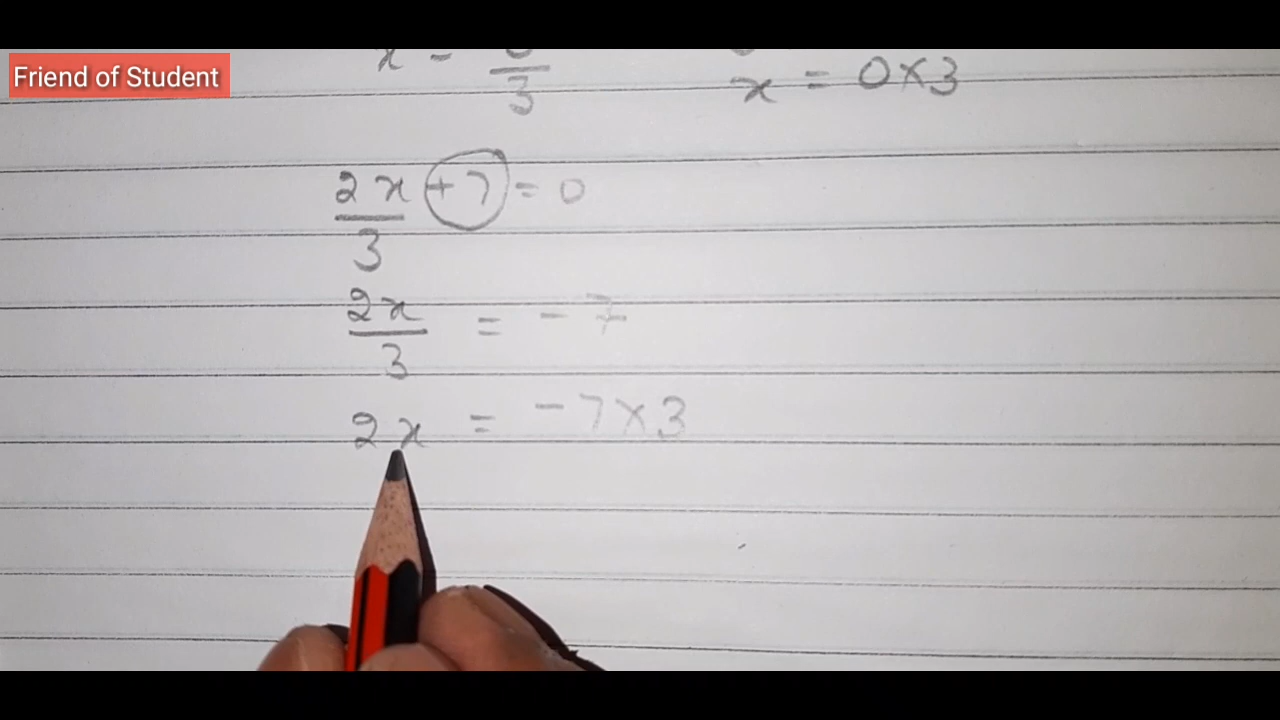 Friend of Student
x = 0×3
2x + 7 = 0
3
2x = -7
3
2x = -7×3